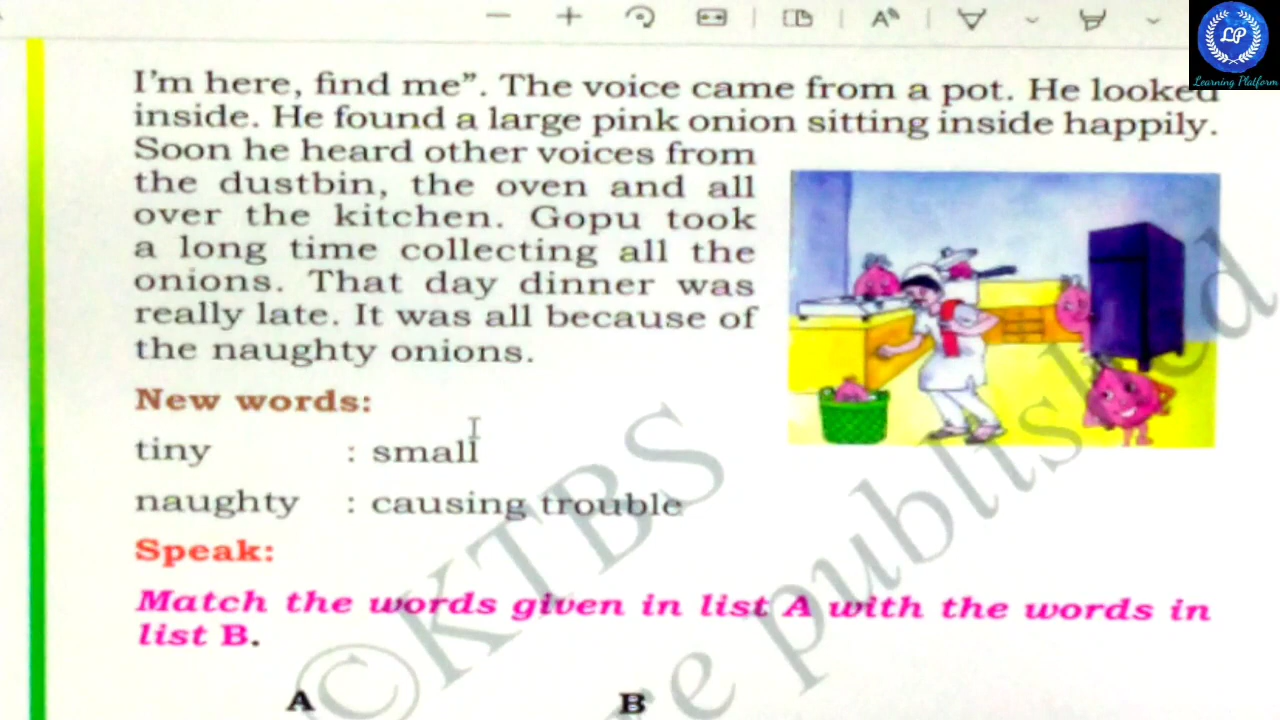 LP
Learning Platform
I'm here, find me”. The voice came from a pot. He looked
inside. He found a large pink onion sitting inside happily.
Soon he heard other voices from
the dustbin, the oven and all
over the kitchen. Gopu took
a long time collecting all the
onions. That day dinner was
really late. It was all because of
the naughty onions.
New words:
tiny : small
naughty : causing trouble
Speak:
Match the words given in list A with the words in
list B.
A B
©KTBS
e published